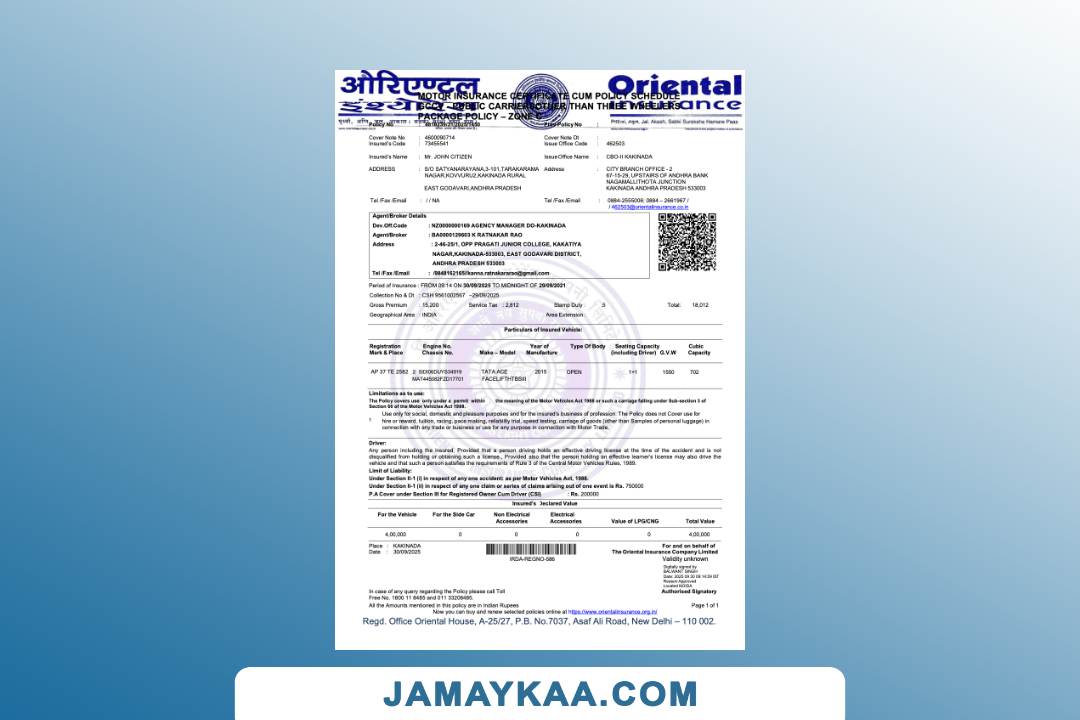 ओरिएण्टल Oriental
MOTOR INSURANCE CERTIFICATE CUM POLICY SCHEDULE
GCCV – PUBLIC CARRIERS OTHER THAN THREE WHEELERS
PACKAGE POLICY – ZONE C
Policy No : Prev Policy No :
Cover Note No : 4600090714 Cover Note Dt :
Insured's Code : 73455541 Issue Office Code : 462503
Insured's Name : Mr. JOHN CITIZEN Issue Office Name : CBO-II KAKINADA
ADDRESS : S/O SATYANARAYANA,3-101,TARAKARAMA Address : CITY BRANCH OFFICE - 2
NAGAR,KOVVURU2,KAKINADA RURAL 67-15-29, UPSTAIRS OF ANDHRA BANK
NAGAMALLITHOTA JUNCTION
EAST GODAVARI,ANDHRA PRADESH KAKINADA ANDHRA PRADESH 533003
Tel /Fax /Email : / / NA Tel /Fax /Email : 0884-2555008; 0884 – 2661967 /
/ 462503@orientalinsurance.co.in
Agent/Broker Details
Dev.Off.Code : NZ0000000169 AGENCY MANAGER DO-KAKINADA
Agent/Broker : BA0000129603 K RATNAKAR RAO
Address : 2-46-25/1, OPP PRAGATI JUNIOR COLLEGE, KAKATIYA
NAGAR,KAKINADA-533003, EAST GODAVARI DISTRICT,
ANDHRA PRADESH 533003
Tel /Fax /Email : /9848162165/kanna.ratnakararao@gmail.com
Period of Insurance : FROM 09:14 ON 30/09/2025 TO MIDNIGHT OF 29/09/2021
Collection No & Dt : CSH 9561003567 –29/09/2025
Gross Premium : 15,200 Service Tax : 2,812 Stamp Duty : .5 Total: 18,012
Geographical Area : INDIA Area Extension :
Particulars of Insured Vehicle:
Registration Mark & Place Engine No. Chassis No. Make – Model Year of Manufacture Type Of Body Seating Capacity (including Driver) G.V.W Cubic Capacity
AP 37 TE 2582 TATA AGE 2015 OPEN 1+1 1550 702
FACELIFTHTBSIII
Limitations as to use:
The Policy covers use only under a permit within the meaning of the Motor Vehicles Act 1988 or such a carriage falling under Sub-section 3 of
Section 66 of the Motor Vehicles Act 1988.
Use only for social, domestic and pleasure purposes and for the insured's business of profession. The Policy does not Cover use for
hire or reward, tuition, racing, pace making, reliability trial, speed testing, carriage of goods (other than Samples of personal luggage) in
connection with any trade or business or use for any purpose in connection with Motor Trade.
Driver:
Any person including the insured. Provided that a person driving holds an effective driving license at the time of the accident and is not
disqualified from holding or obtaining such a license., Provided also that the person holding an effective learner's license may also drive the
vehicle and that such a person satisfies the requirements of Rule 3 of the Central Motor Vehicles Rules, 1989.
Limit of Liability:
Under Section II-1 (i) in respect of any one accident: as per Motor Vehicles Act, 1988.
Under Section II-1 (ii) in respect of any one claim or series of claims arising out of one event is Rs. 750000
P.A Cover under Section III for Registered Owner Cum Driver (CSI) : Rs. 200000
Insured's Declared Value
For the Vehicle For the Side Car Non Electrical Accessories Electrical Accessories Value of LPG/CNG Total Value
4,00,000 0 0 0 0 4,00,000
Place : KAKINADA For and on behalf of
Date : 30/09/2025 The Oriental Insurance Company Limited
IRDA-REGNO-586 Validity unknown
Digitally signed by
BALWANT SINGH
Date: 2025 09 30 09 14:59 IST
Reason Approved
Located NOIDA
In case of any query regarding the Policy please call Toll Authorised Signatory
Free No. 1800 11 8485 and 011 33208485.
All the Amounts mentioned in this policy are in Indian Rupees Page 1 of 1
Now you can buy and renew selected policies online at https://www.orientalinsurance.org.in/
Regd. Office Oriental House, A-25/27, P.B. No.7037, Asaf Ali Road, New Delhi – 110 002.
JAMAYKAA.COM